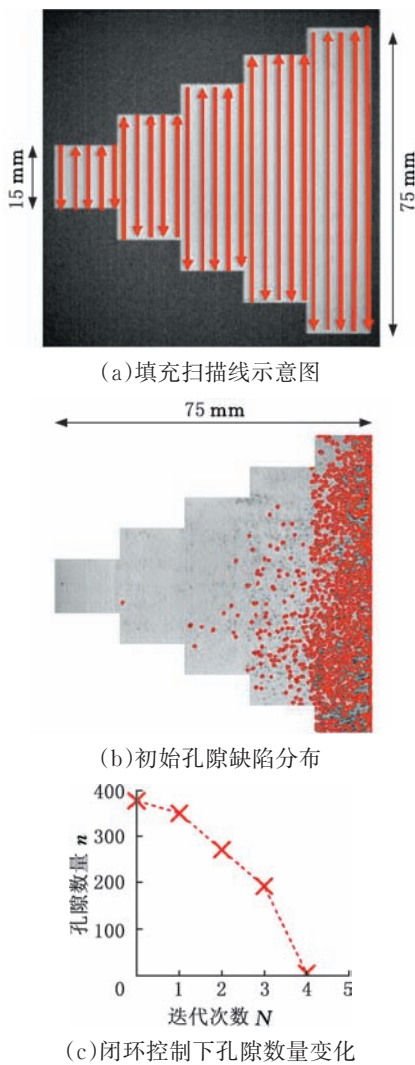 15 mm
75 mm
(a)填充扫描线示意图
75 mm
(b)初始孔隙缺陷分布
孔隙数量 n
400
300
200
100
0 1 2 3 4 5
迭代次数 N
(c)闭环控制下孔隙数量变化